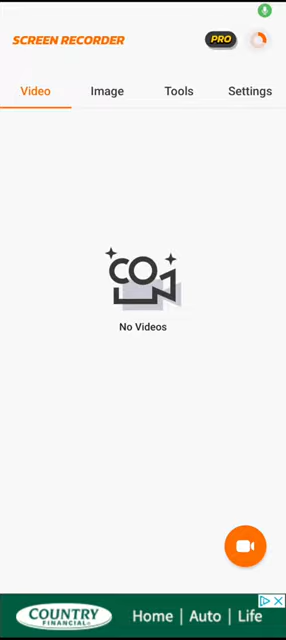 SCREEN RECORDER
PRO
Video Image Tools Settings
No Videos
COUNTRY FINANCIAL
Home | Auto | Life